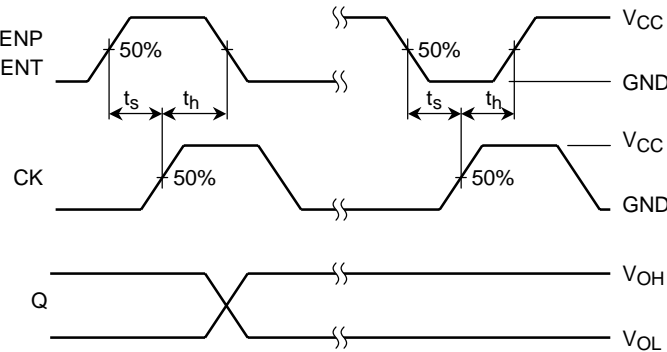 ENP
ENT
50%
50%
VCC
GND
ts
th
ts
th
CK
50%
50%
VCC
GND
Q
VOH
VOL